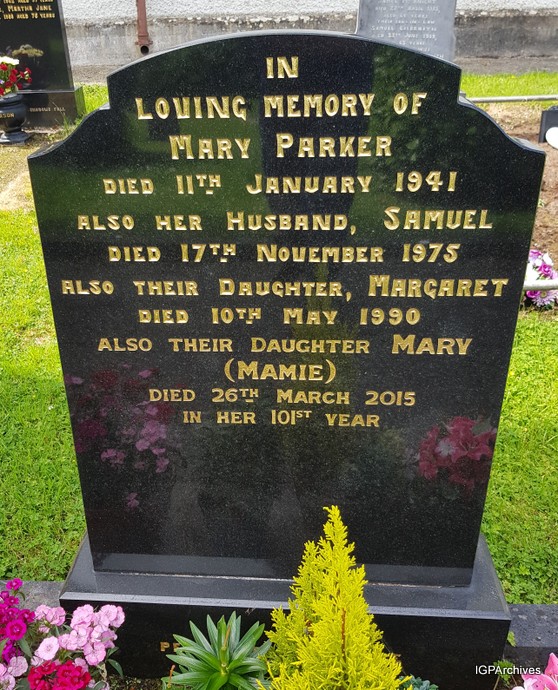 MARTHA JANE
IN
LOVING MEMORY OF
MARY PARKER
DIED 11TH JANUARY 1941
ALSO HER HUSBAND, SAMUEL
DIED 17TH NOVEMBER 1975
ALSO THEIR DAUGHTER, MARGARET
DIED 10TH MAY 1990
ALSO THEIR DAUGHTER MARY
(MAMIE)
DIED 26TH MARCH 2015
IN HER 101ST YEAR
IGPArchives